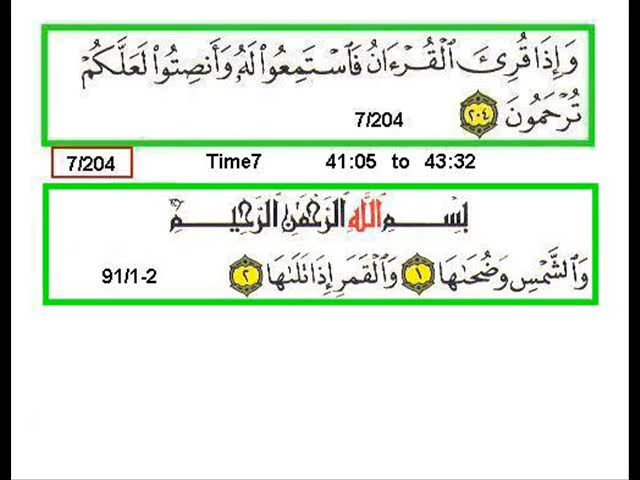 وَإِذَا قُرِئَ ٱلْقُرْءَانُ فَٱسْتَمِعُوا۟ لَهُۥ وَأَنصِتُوا۟ لَعَلَّكُمْ
تُرْحَمُونَ ٢٠٤ 7/204
7/204 Time7 41:05 to 43:32
بِسْمِ ٱللَّهِ ٱلرَّحْمَٰنِ ٱلرَّحِيمِ
وَٱلشَّمْسِ وَضُحَىٰهَا ١ وَٱلْقَمَرِ إِذَا تَلَىٰهَا ٢ 91/1-2